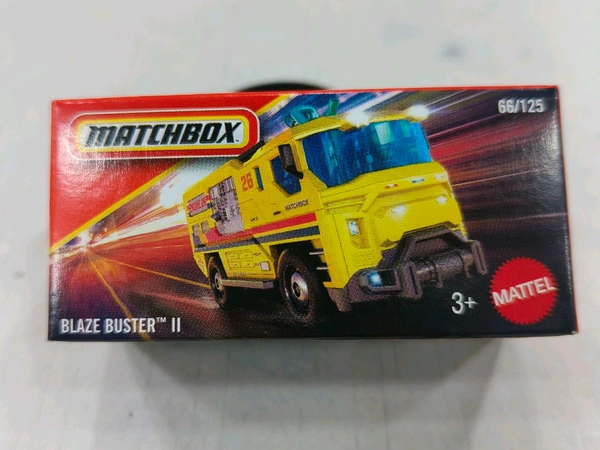 MATCHBOX
66/125
26
MATCHBOX
3+
MATTEL
BLAZE BUSTER™ II